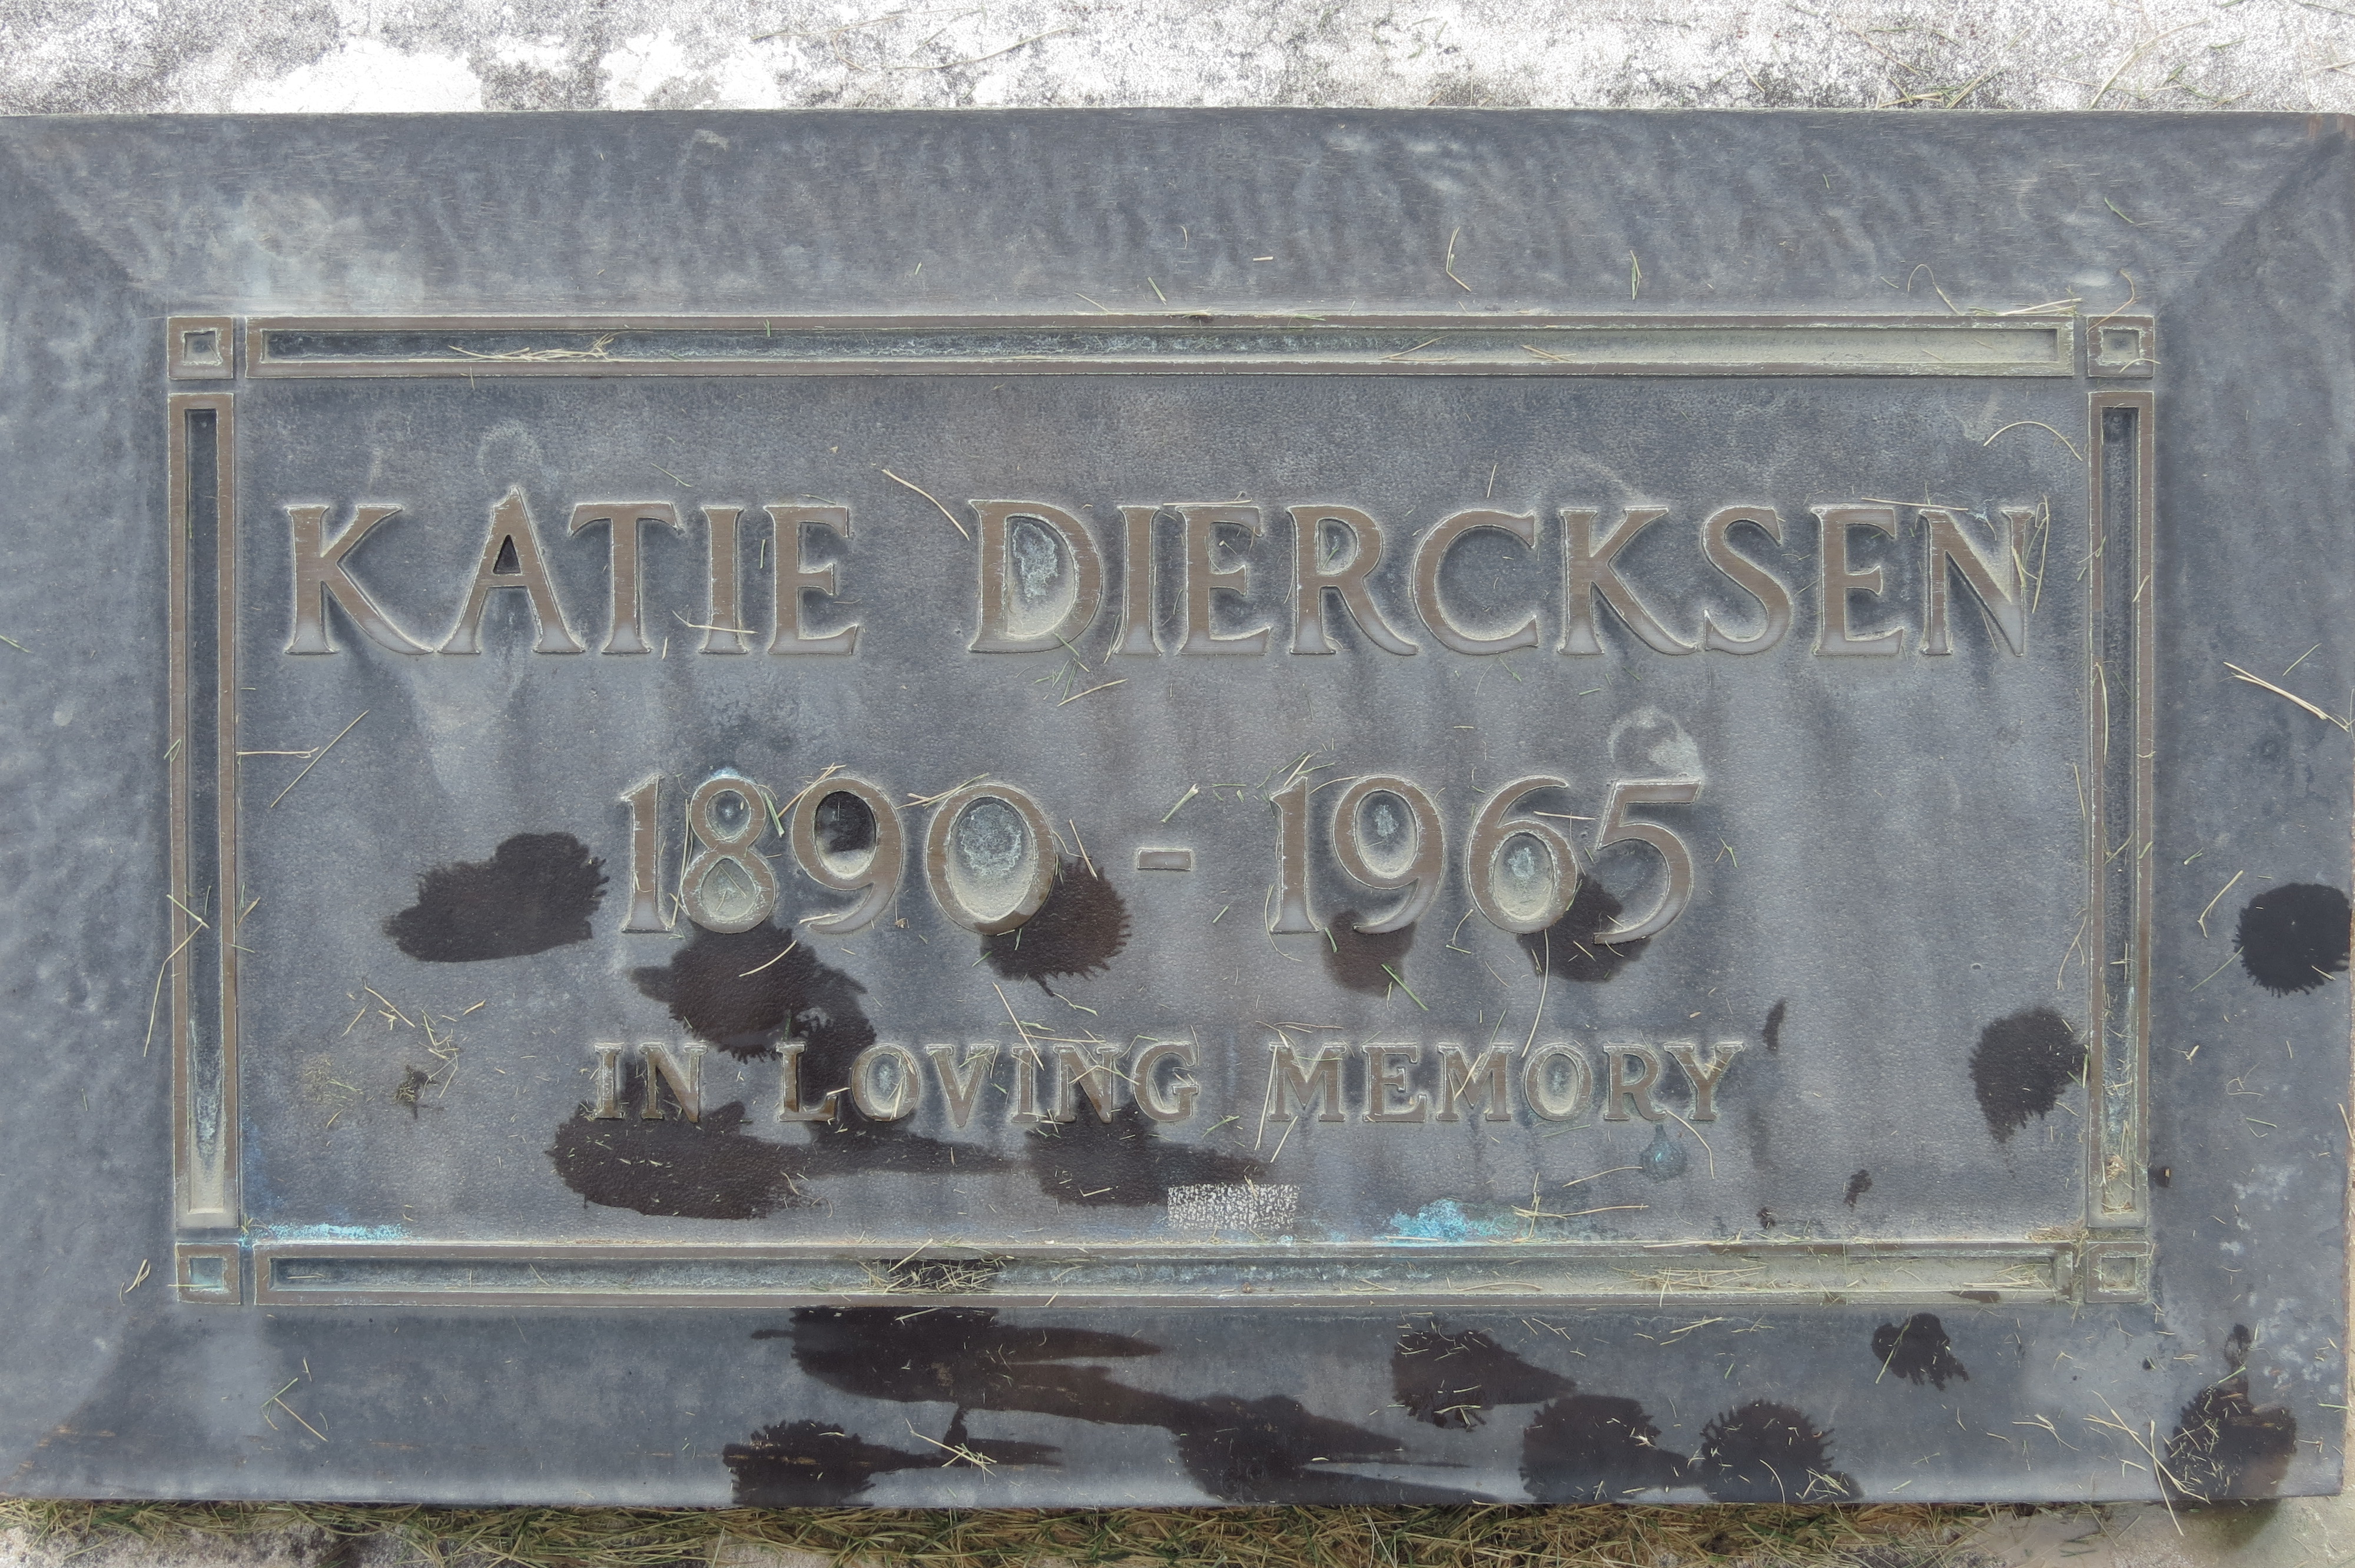 KATIE DIERCKSEN
1890 - 1965
IN LOVING MEMORY